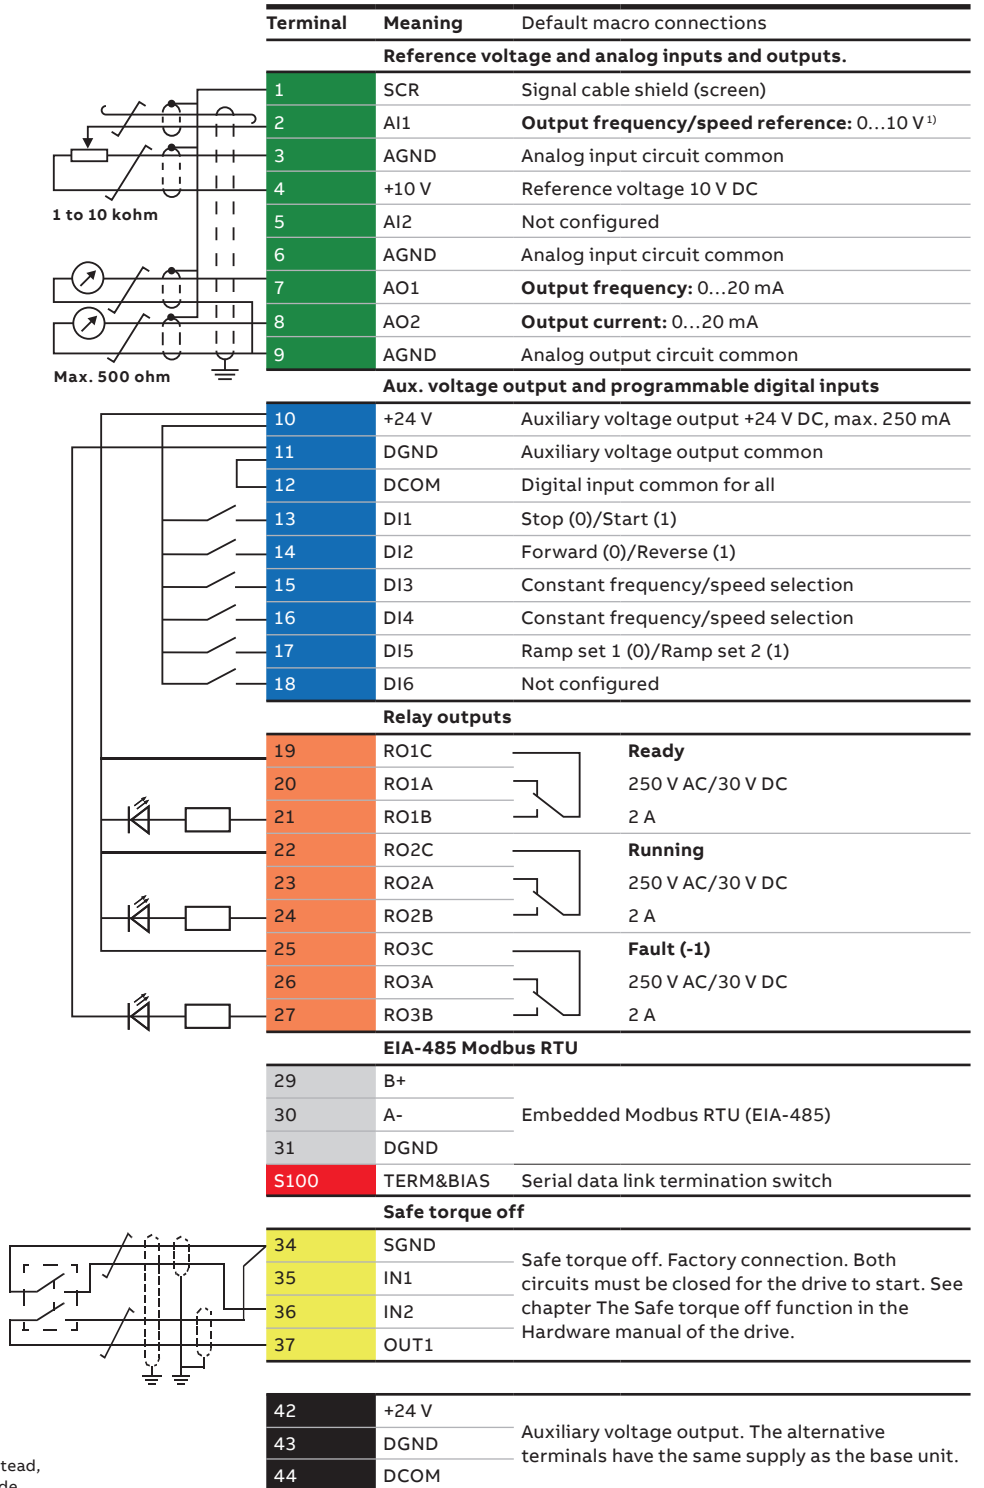 Terminal Meaning Default macro connections
Reference voltage and analog inputs and outputs.
1 SCR Signal cable shield (screen)
2 AI1 Output frequency/speed reference: 0…10 V 1)
3 AGND Analog input circuit common
4 +10 V Reference voltage 10 V DC
1 to 10 kohm
5 AI2 Not configured
6 AGND Analog input circuit common
7 AO1 Output frequency: 0…20 mA
8 AO2 Output current: 0…20 mA
9 AGND Analog output circuit common
Max. 500 ohm
Aux. voltage output and programmable digital inputs
10 +24 V Auxiliary voltage output +24 V DC, max. 250 mA
11 DGND Auxiliary voltage output common
12 DCOM Digital input common for all
13 DI1 Stop (0)/Start (1)
14 DI2 Forward (0)/Reverse (1)
15 DI3 Constant frequency/speed selection
16 DI4 Constant frequency/speed selection
17 DI5 Ramp set 1 (0)/Ramp set 2 (1)
18 DI6 Not configured
Relay outputs
19 RO1C Ready
20 RO1A 250 V AC/30 V DC
21 RO1B 2 A
22 RO2C Running
23 RO2A 250 V AC/30 V DC
24 RO2B 2 A
25 RO3C Fault (-1)
26 RO3A 250 V AC/30 V DC
27 RO3B 2 A
EIA-485 Modbus RTU
29 B+
30 A- Embedded Modbus RTU (EIA-485)
31 DGND
S100 TERM&BIAS Serial data link termination switch
Safe torque off
34 SGND
35 IN1
36 IN2
37 OUT1
Safe torque off. Factory connection. Both
circuits must be closed for the drive to start. See
chapter The Safe torque off function in the
Hardware manual of the drive.
42 +24 V
43 DGND
44 DCOM
Auxiliary voltage output. The alternative
terminals have the same supply as the base unit.
tead,